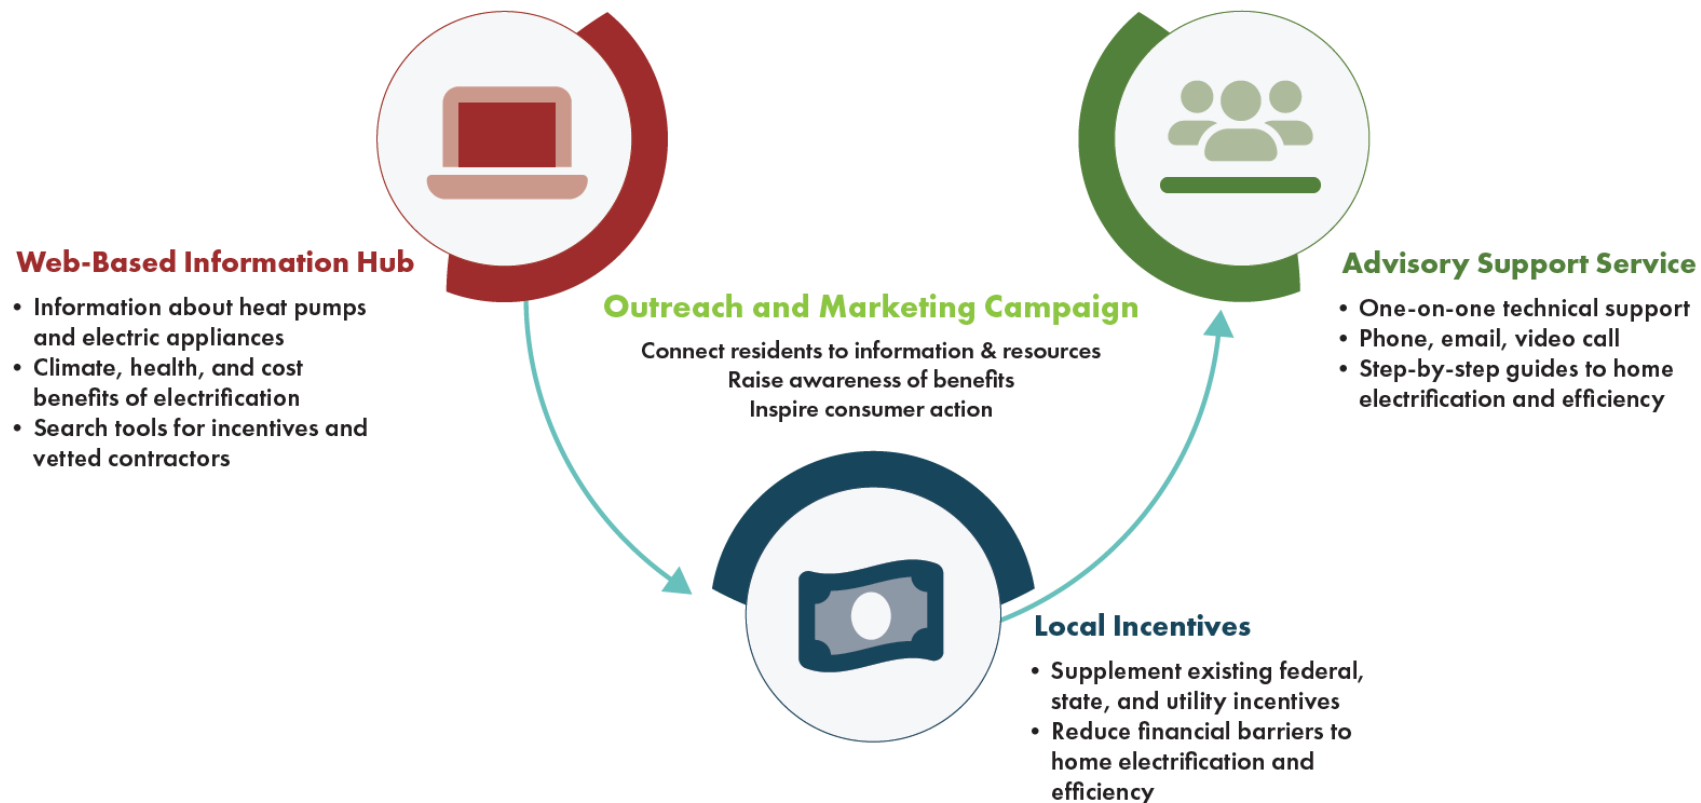 Web-Based Information Hub
• Information about heat pumps
and electric appliances
• Climate, health, and cost
benefits of electrification
• Search tools for incentives and
vetted contractors
Outreach and Marketing Campaign
Connect residents to information & resources
Raise awareness of benefits
Inspire consumer action
Advisory Support Service
• One-on-one technical support
• Phone, email, video call
• Step-by-step guides to home
electrification and efficiency
Local Incentives
• Supplement existing federal,
state, and utility incentives
• Reduce financial barriers to
home electrification and
efficiency